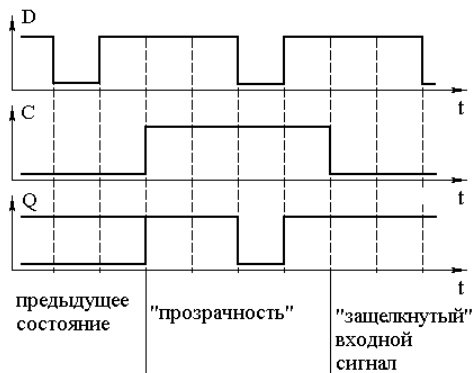 D
t
C
t
Q
t
предыдущее
состояние
"прозрачность"
"защелкнутый"
входной
сигнал